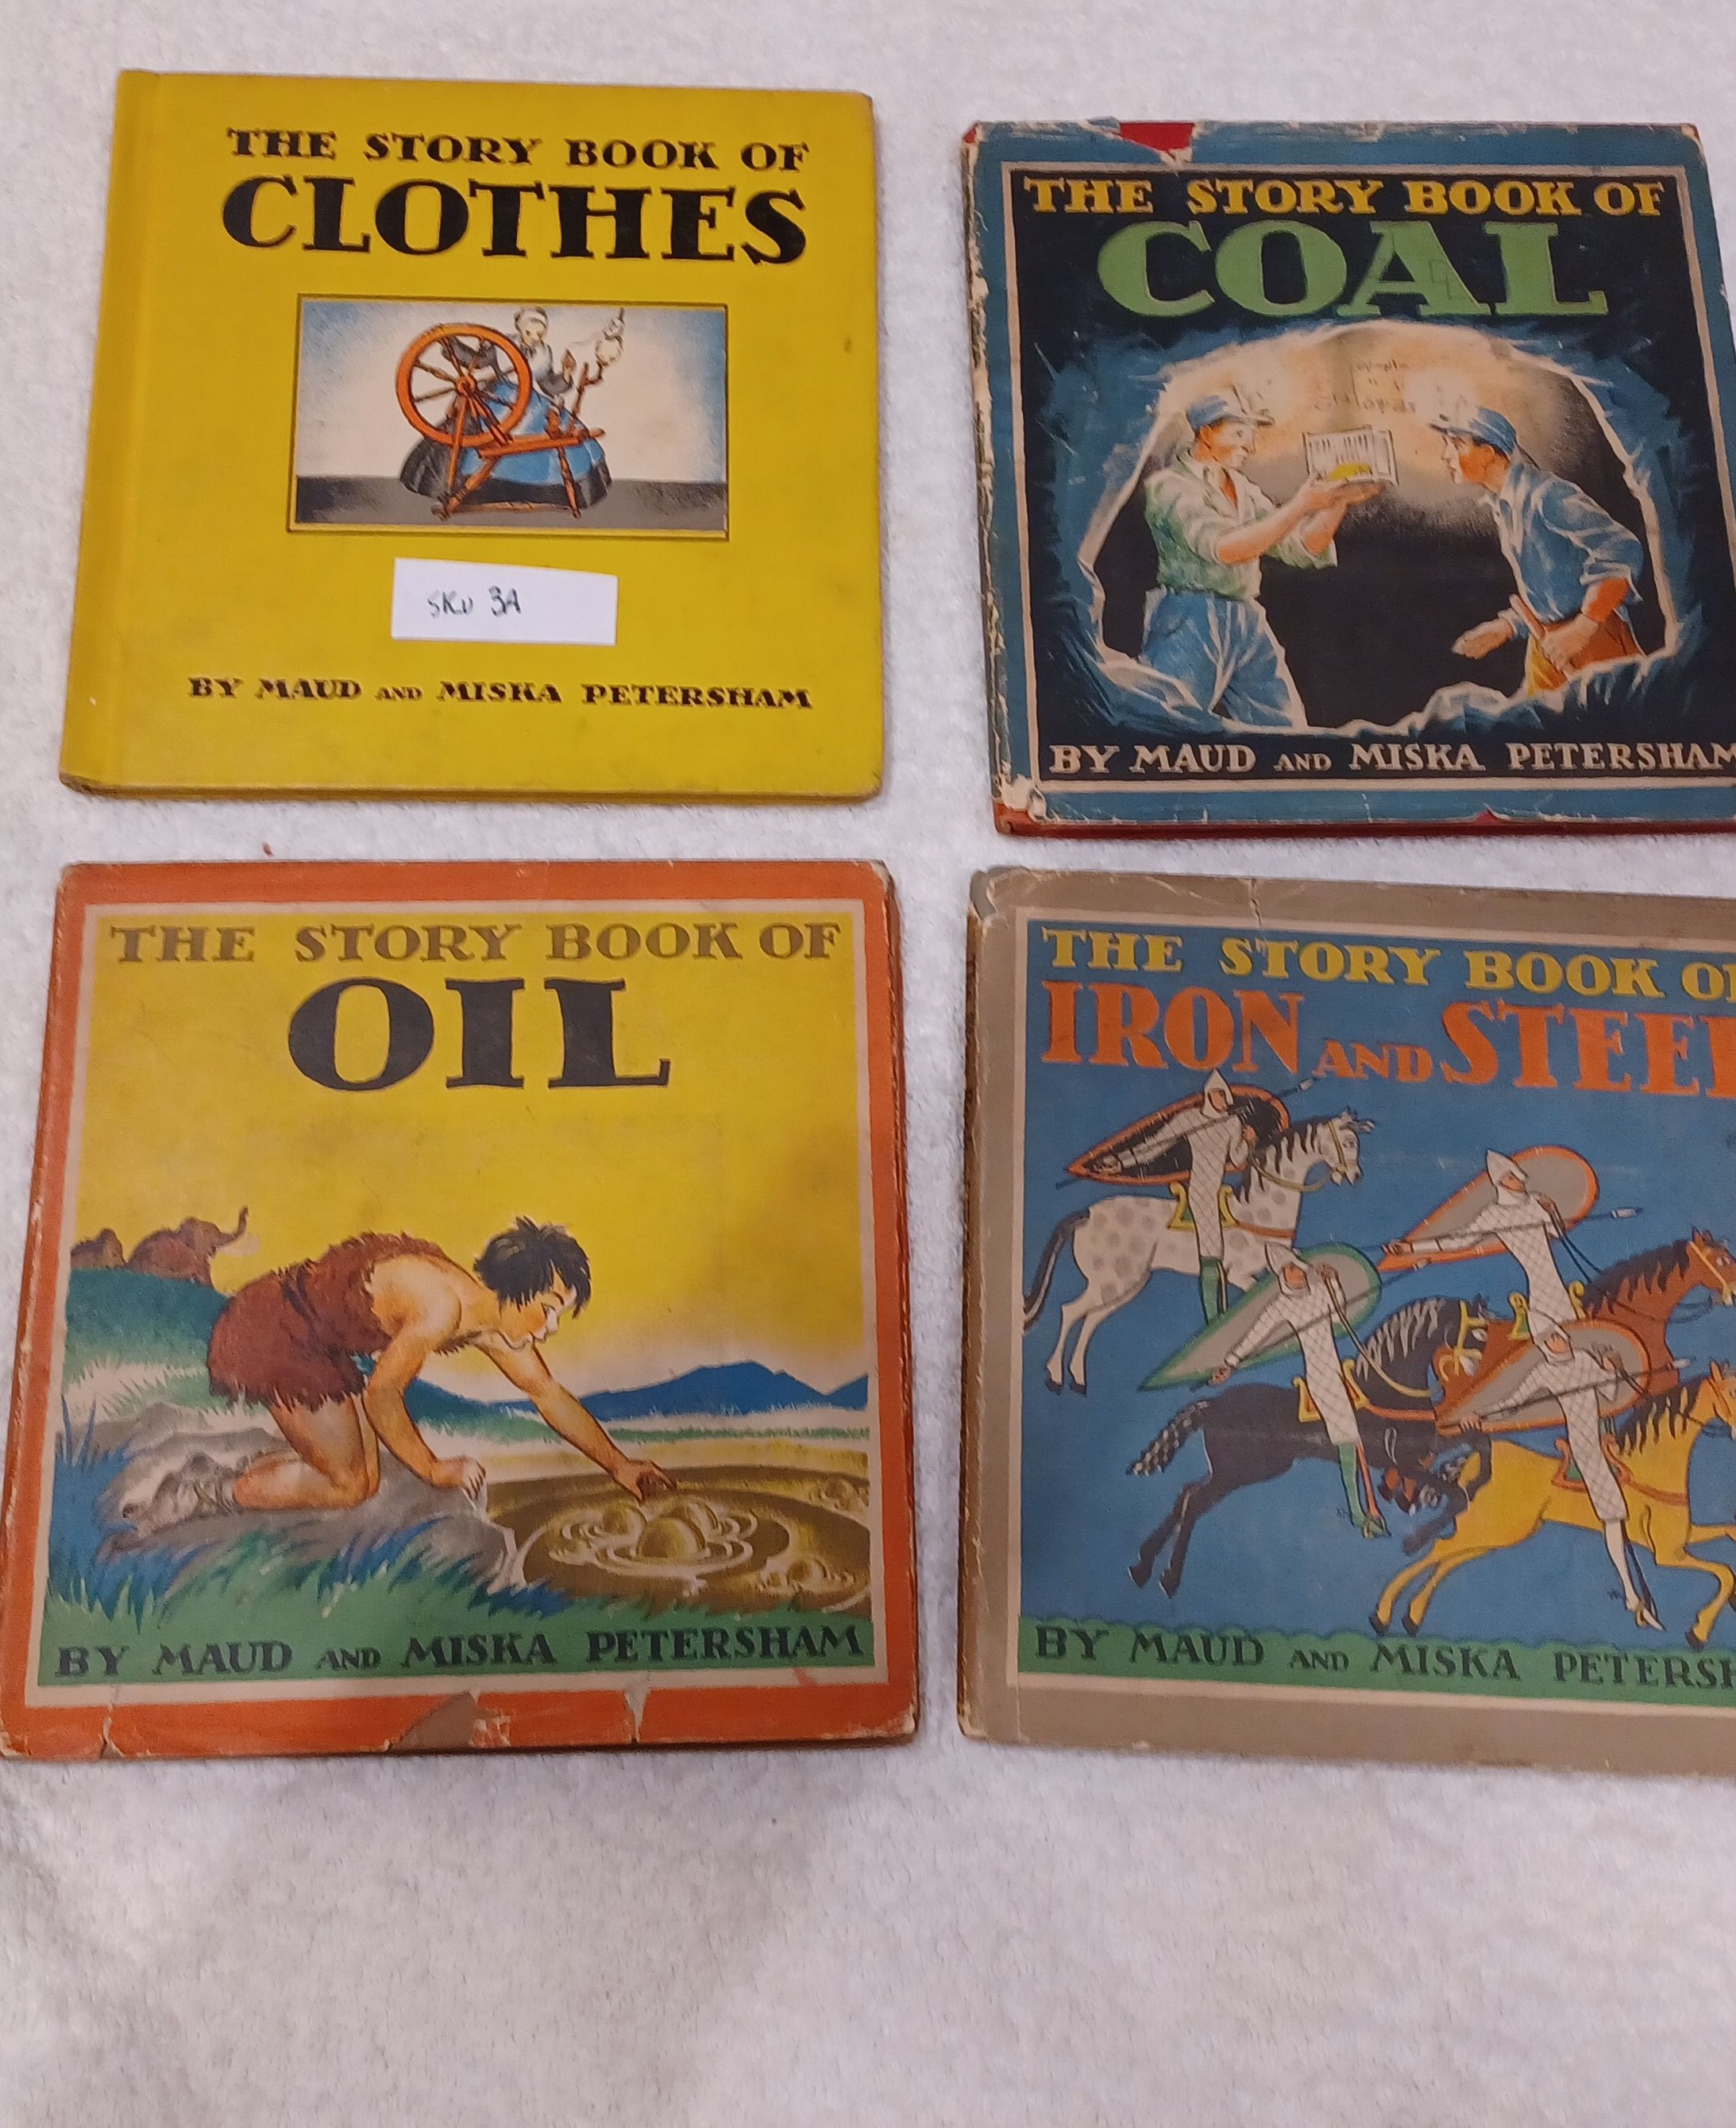 THE STORY BOOK OF
CLOTHES
SKU 3A
BY MAUD AND MISKA PETERSHAM
THE STORY BOOK OF
COAL
BY MAUD AND MISKA PETERSHAM
THE STORY BOOK OF
OIL
BY MAUD AND MISKA PETERSHAM
THE STORY BOOK OF
IRON AND STEEL
BY MAUD AND MISKA PETERSH